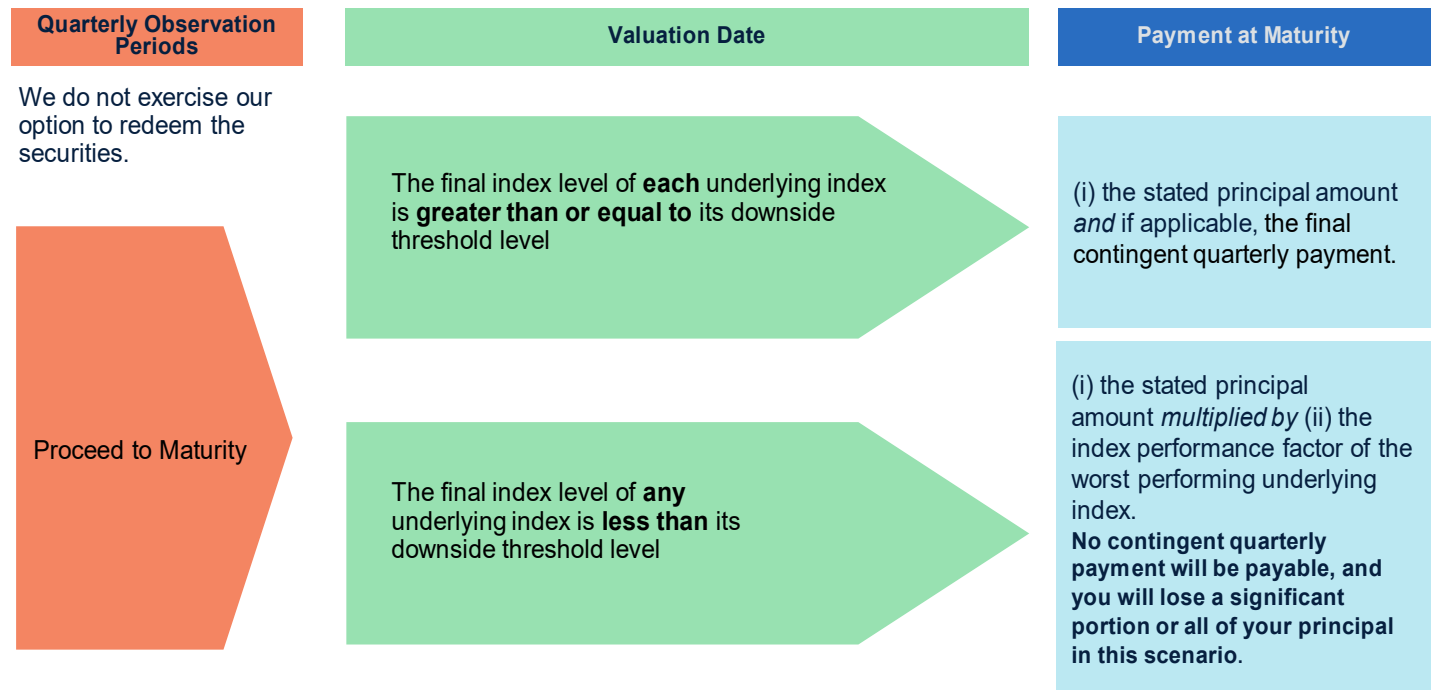 Quarterly Observation
Periods
Valuation Date
Payment at Maturity
We do not exercise our
option to redeem the
securities.
Proceed to Maturity
The final index level of each underlying index
is greater than or equal to its downside
threshold level
(i) the stated principal amount
and if applicable, the final
contingent quarterly payment.
The final index level of any
underlying index is less than its
downside threshold level
(i) the stated principal
amount multiplied by (ii) the
index performance factor of the
worst performing underlying
index.
No contingent quarterly
payment will be payable, and
you will lose a significant
portion or all of your principal
in this scenario.